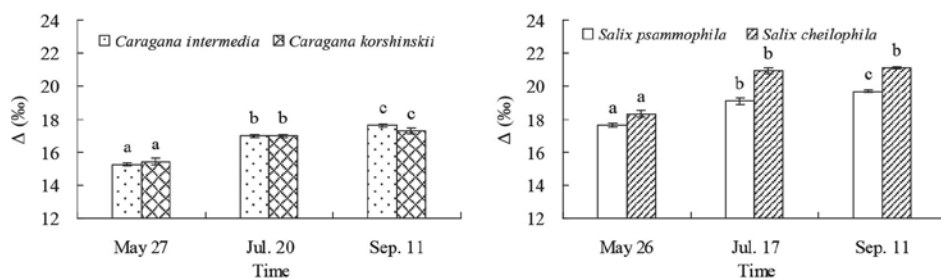 24
22
20
18
16
14
12
Δ (‰)
Caragana intermedia Caragana korshinskii
a a b b c c
May 27 Jul. 20 Sep. 11
Time
24
22
20
18
16
14
12
Δ (‰)
Salix psammophila Salix cheilophila
a a b b c b
May 26 Jul. 17 Sep. 11
Time